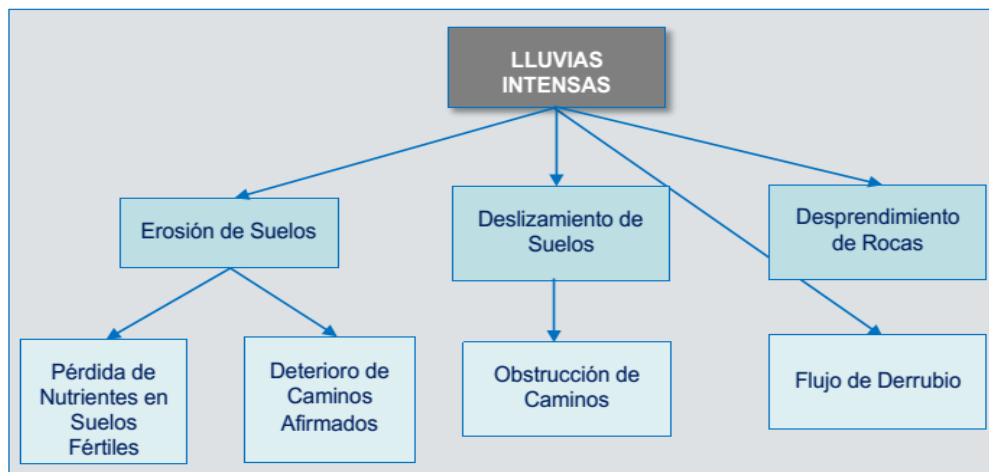 LLUVIAS
INTENSAS
Erosión de Suelos
Deslizamiento de
Suelos
Desprendimiento
de Rocas
Pérdida de
Nutrientes en
Suelos
Fértiles
Deterioro de
Caminos
Afirmados
Obstrucción de
Caminos
Flujo de Derrubio